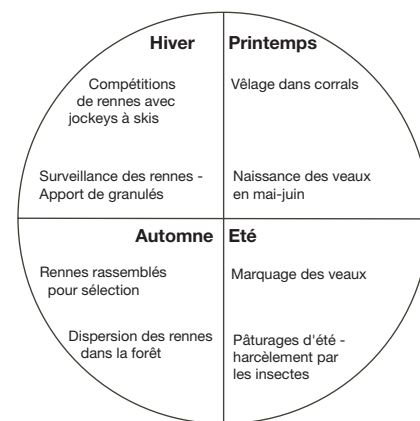 Hiver
Compétitions
de rennes avec
jockeys à skis
Surveillance des rennes -
Apport de granulés
Printemps
Vêlage dans corrals
Naissance des veaux
en mai-juin
Automne
Rennes rassemblés
pour sélection
Dispersion des rennes
dans la forêt
Eté
Marquage des veaux
Pâturages d'été -
harcèlement par
les insectes